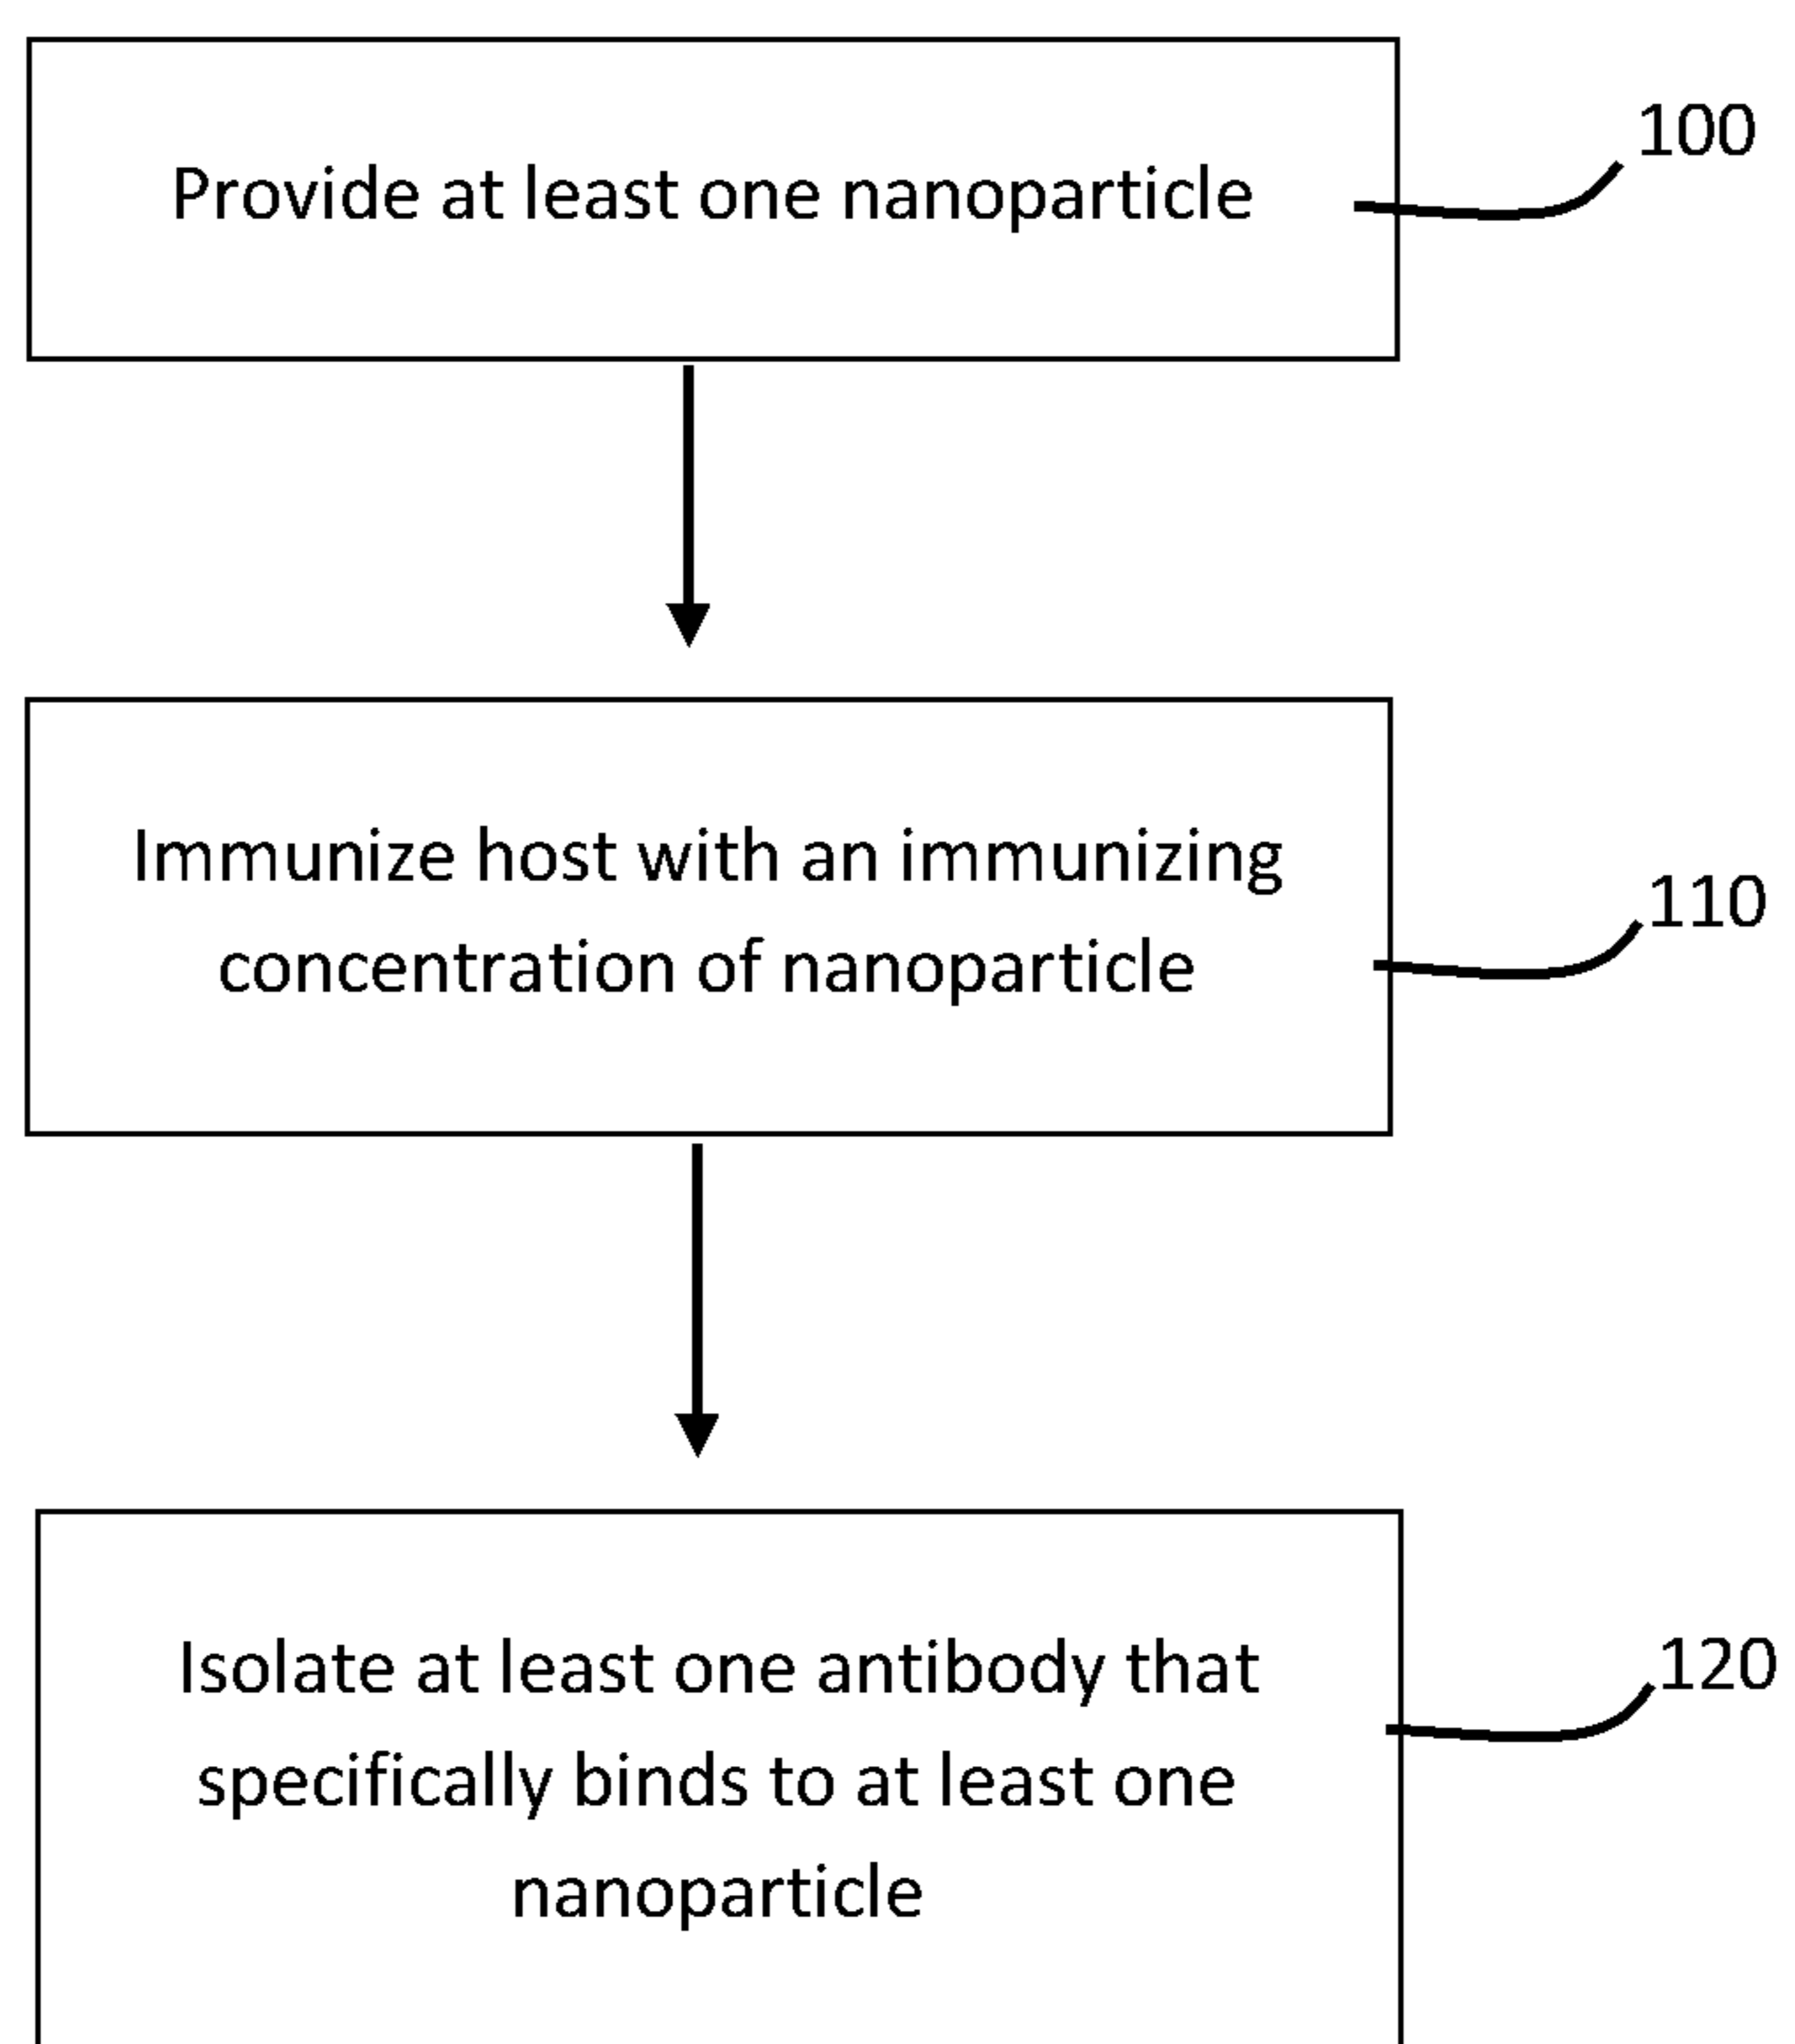 Provide at least one nanoparticle
100
Immunize host with an immunizing
concentration of nanoparticle
110
Isolate at least one antibody that
specifically binds to at least one
nanoparticle
120